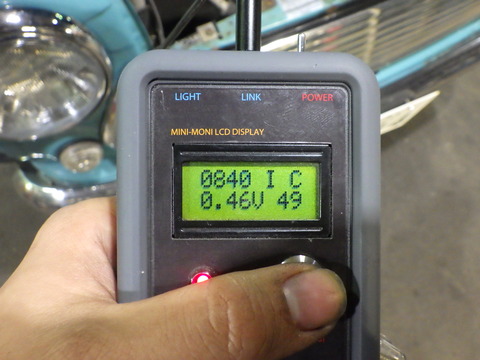 LIGHT LINK POWER
MINI-MONI LCD DISPLAY
0840 I C
0.46V 49